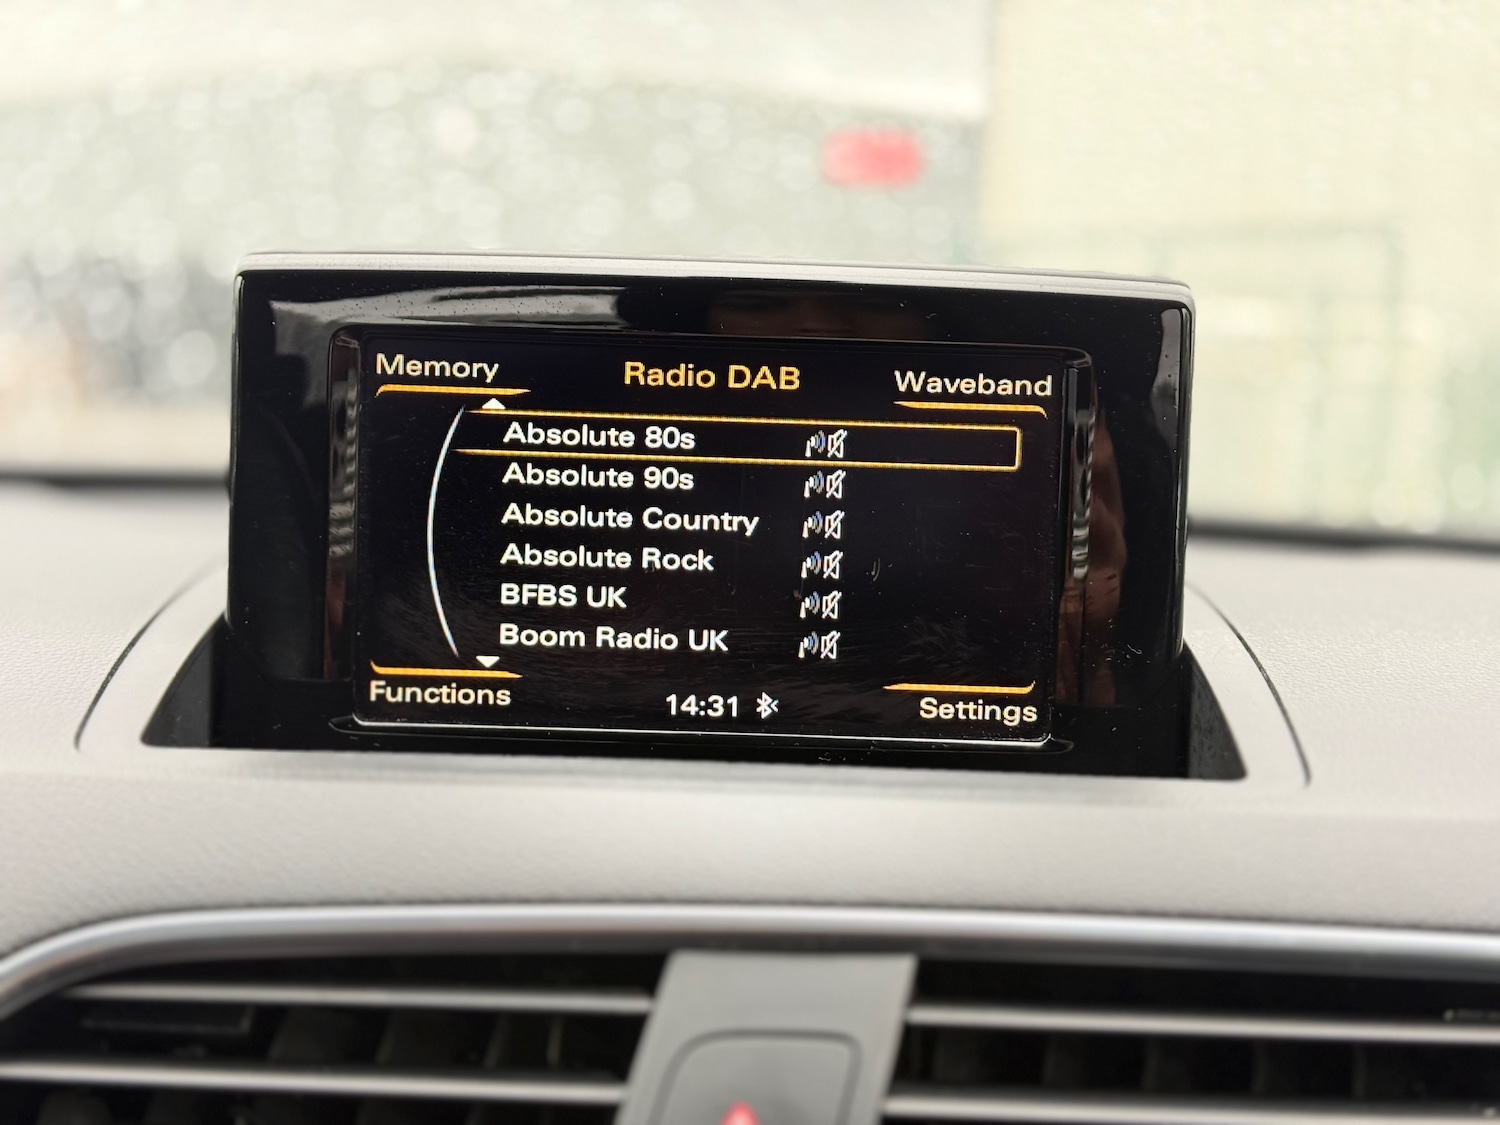 Memory
Radio DAB
Waveband
Absolute 80s
Absolute 90s
Absolute Country
Absolute Rock
BFBS UK
Boom Radio UK
Functions
14:31
Settings